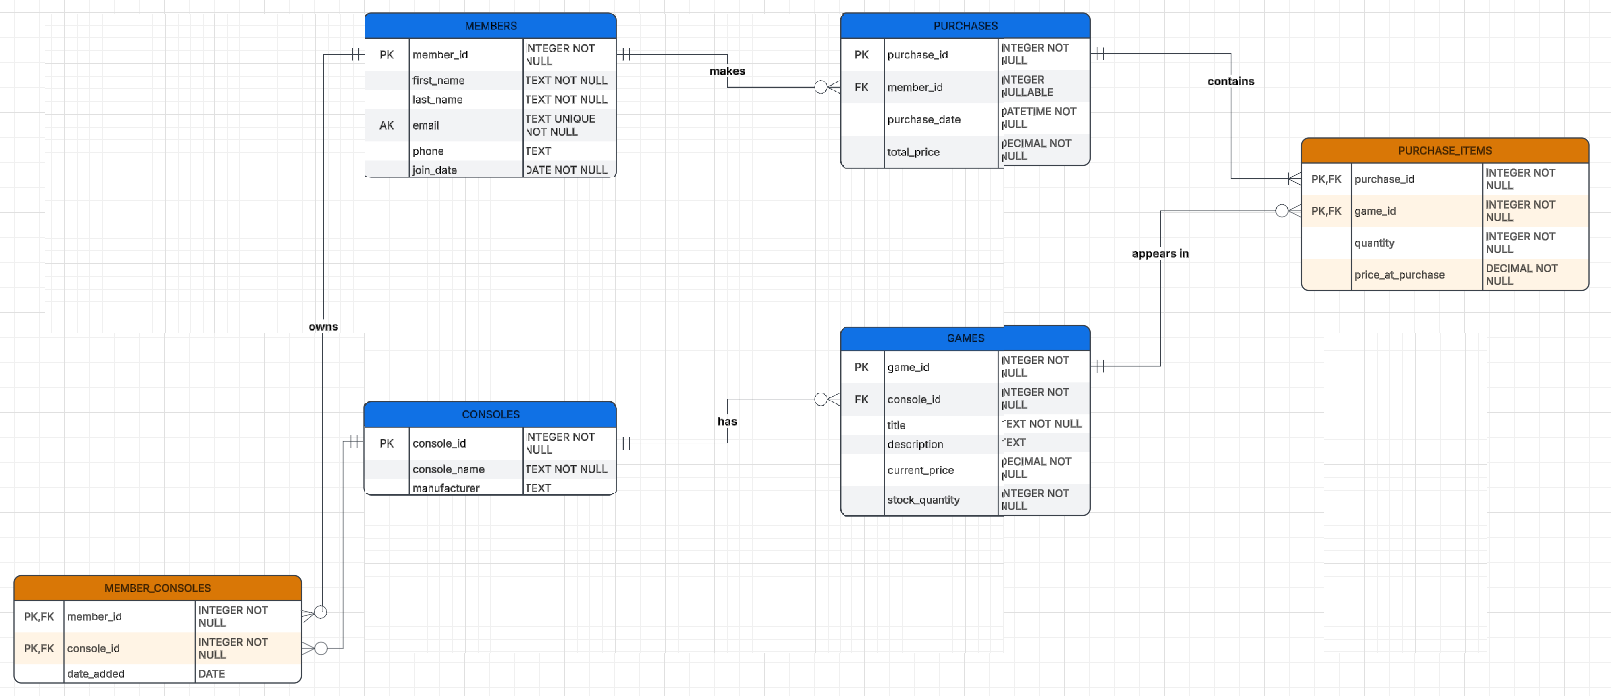 MEMBERS
PK member_id INTEGER NOT
NULL
first_name TEXT NOT NULL
last_name TEXT NOT NULL
AK email TEXT UNIQUE
NOT NULL
phone TEXT
join_date DATE NOT NULL
makes
PURCHASES
PK purchase_id INTEGER NOT
NULL
FK member_id INTEGER
NULLABLE
purchase_date DATETIME NOT
NULL
total_price DECIMAL NOT
NULL
contains
PURCHASE_ITEMS
PK,FK purchase_id INTEGER NOT
NULL
PK,FK game_id INTEGER NOT
NULL
quantity INTEGER NOT
NULL
price_at_purchase DECIMAL NOT
NULL
appears in
owns
GAMES
PK game_id INTEGER NOT
NULL
FK console_id INTEGER NOT
NULL
title TEXT NOT NULL
description TEXT
current_price DECIMAL NOT
NULL
stock_quantity INTEGER NOT
NULL
has
CONSOLES
PK console_id INTEGER NOT
NULL
console_name TEXT NOT NULL
manufacturer TEXT
MEMBER_CONSOLES
PK,FK member_id INTEGER NOT
NULL
PK,FK console_id INTEGER NOT
NULL
date_added DATE